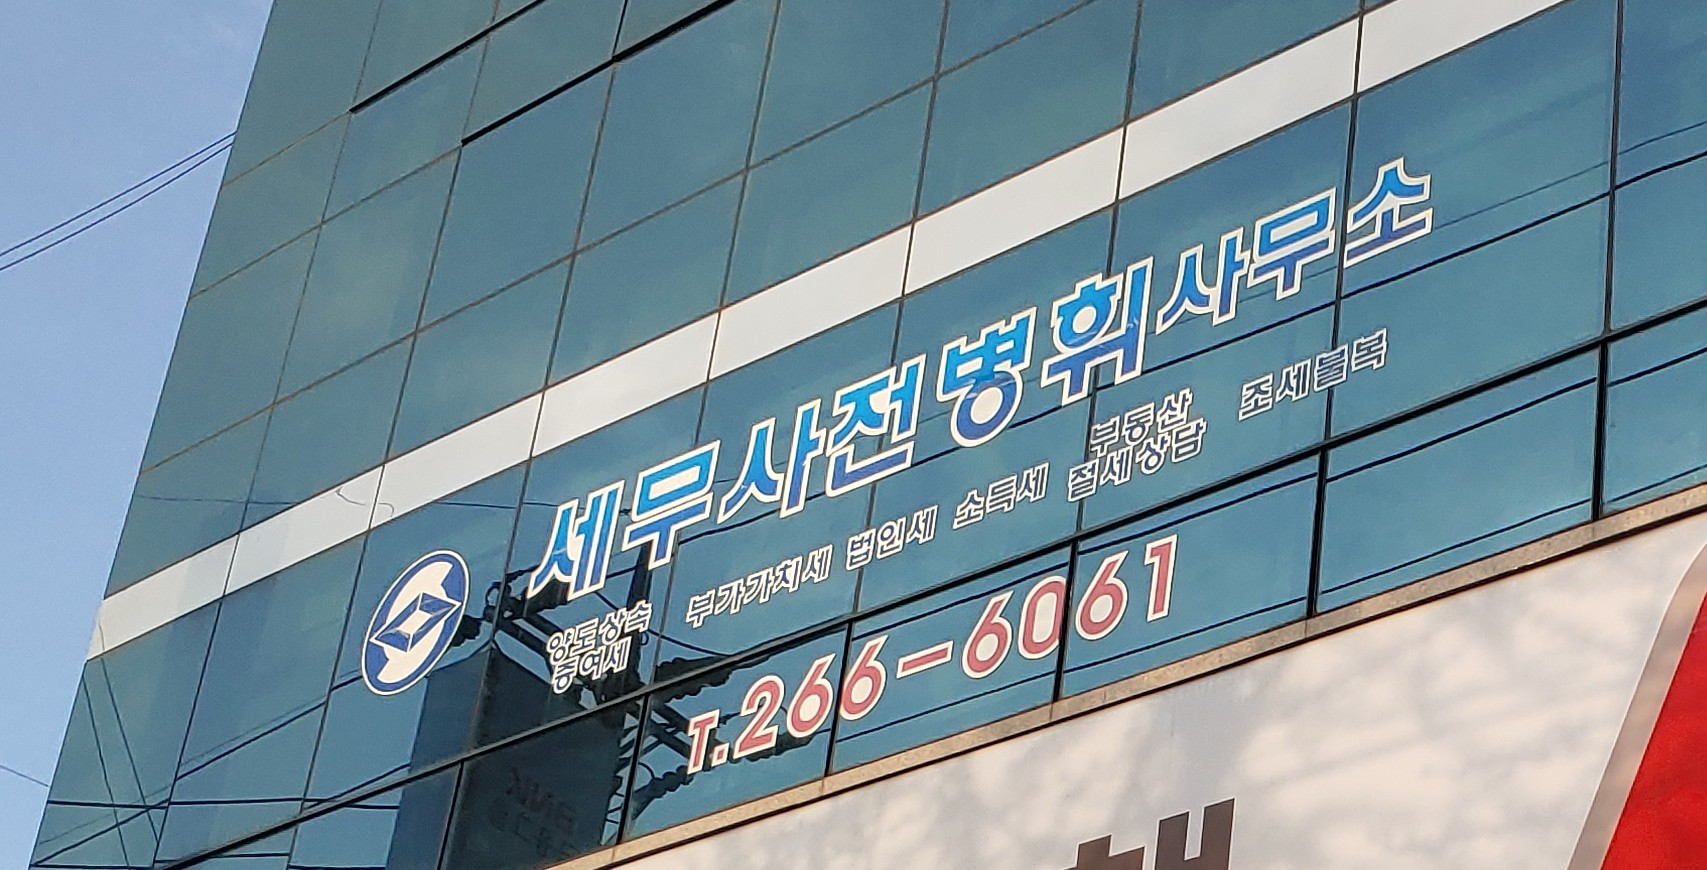 세무사전병휘사무소
양도상속 증여세 부가가치세 법인세 소득세 부동산 절세상담 조세불복
T.266-6061